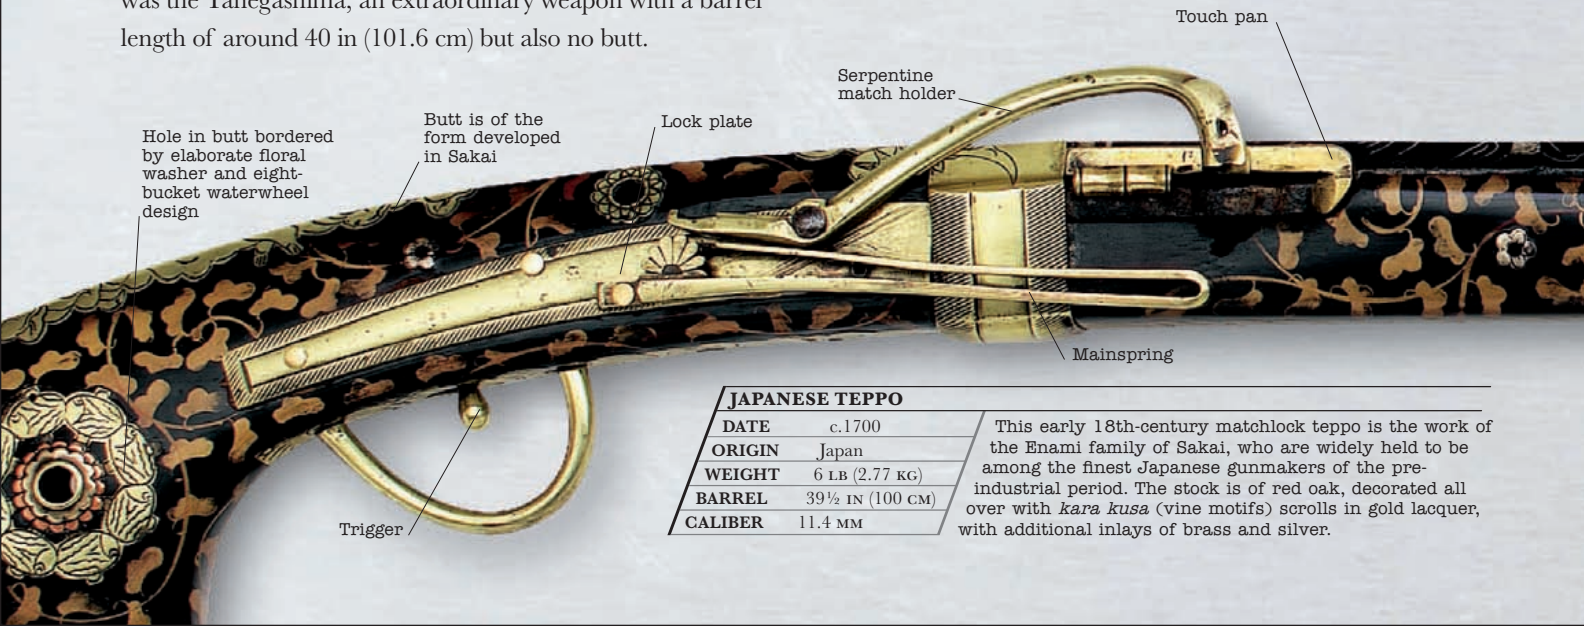 was the Tanegashima, an extraordinary weapon with a barrel
length of around 40 in (101.6 cm) but also no butt.
Touch pan
Serpentine
match holder
Butt is of the
form developed
in Sakai
Lock plate
Hole in butt bordered
by elaborate floral
washer and eight-
bucket waterwheel
design
Mainspring
Trigger
JAPANESE TEPPO
DATE c.1700
ORIGIN Japan
WEIGHT 6 LB (2.77 KG)
BARREL 39½ IN (100 CM)
CALIBER 11.4 MM
This early 18th-century matchlock teppo is the work of
the Enami family of Sakai, who are widely held to be
among the finest Japanese gunmakers of the pre-
industrial period. The stock is of red oak, decorated all
over with kara kusa (vine motifs) scrolls in gold lacquer,
with additional inlays of brass and silver.